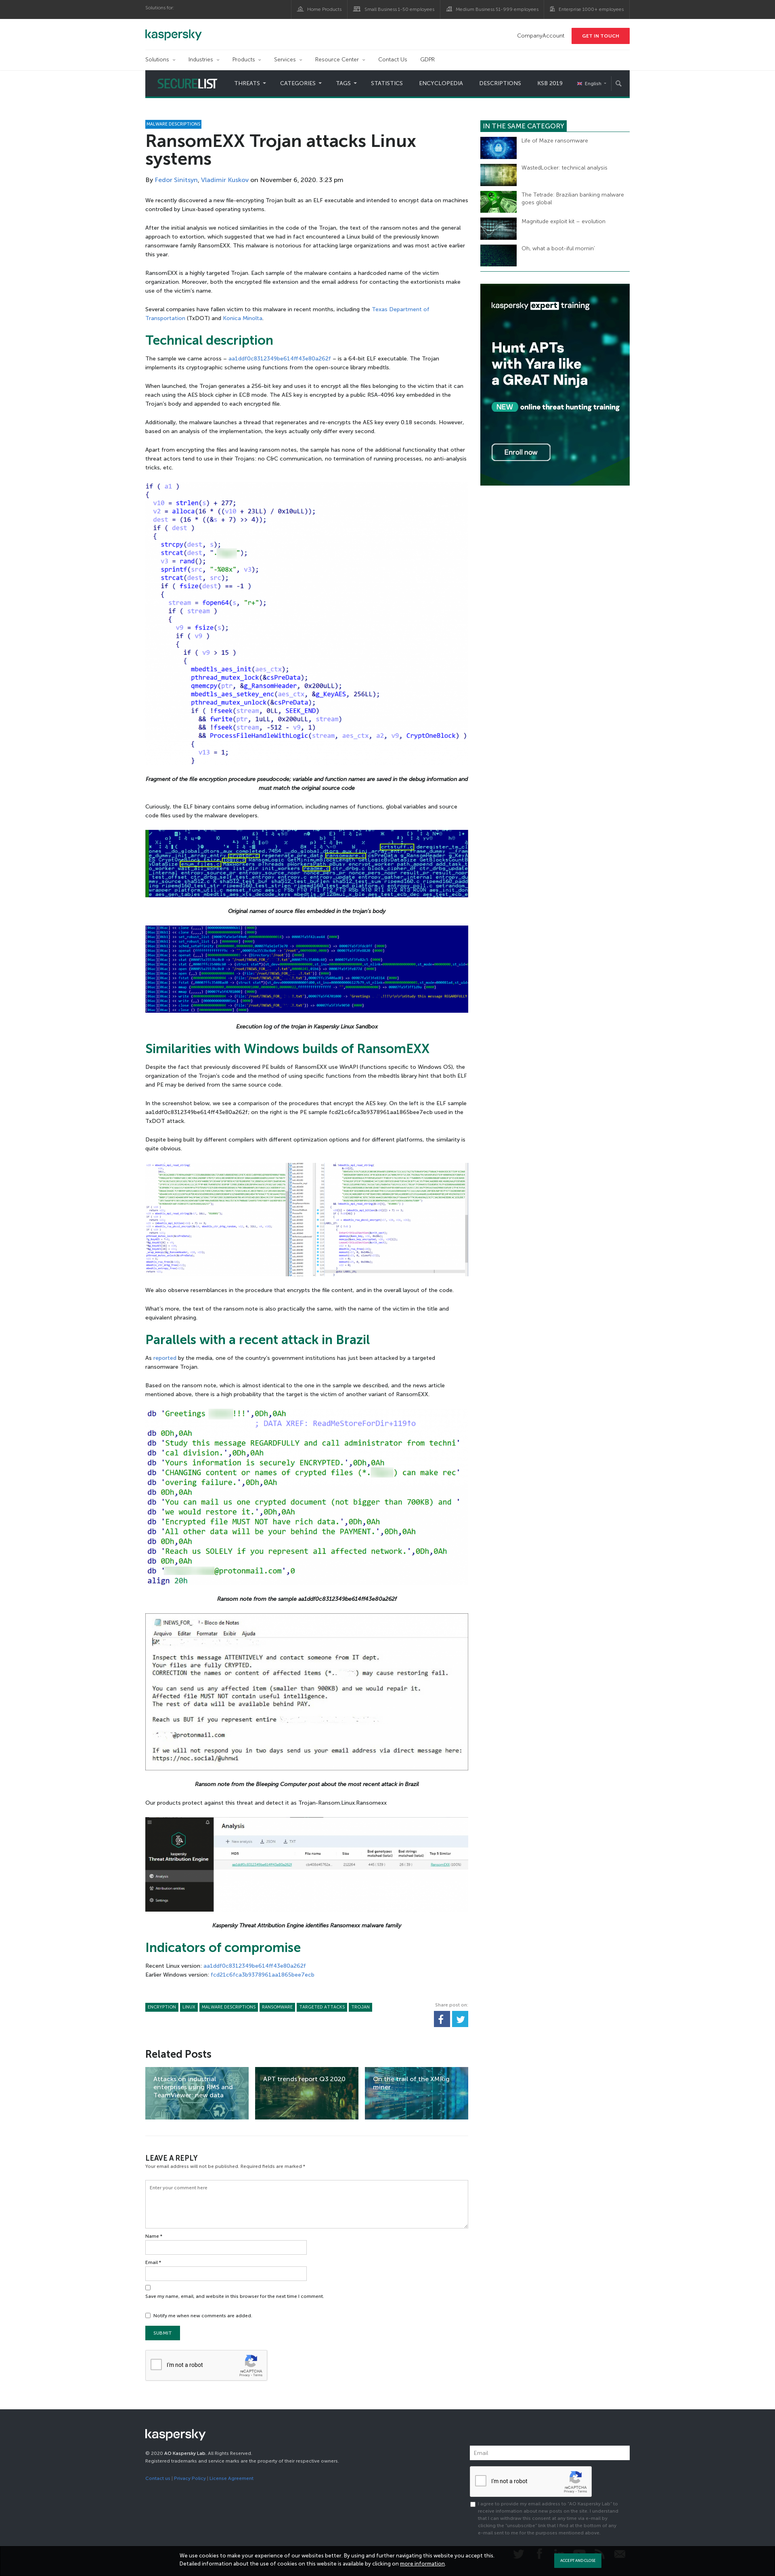 Solutions for:
Home Products
Small Business 1-50 employees
Medium Business 51-999 employees
Enterprise 1000+ employees
kaspersky
CompanyAccount
GET IN TOUCH
Solutions
Industries
Products
Services
Resource Center
Contact Us
GDPR
SECURELIST
THREATS
CATEGORIES
TAGS
STATISTICS
ENCYCLOPEDIA
DESCRIPTIONS
KSB 2019
English
MALWARE DESCRIPTIONS
RansomEXX Trojan attacks Linux
systems
By Fedor Sinitsyn, Vladimir Kuskov on November 6, 2020. 3:23 pm
We recently discovered a new file-encrypting Trojan built as an ELF executable and intended to encrypt data on machines
controlled by Linux-based operating systems.
After the initial analysis we noticed similarities in the code of the Trojan, the text of the ransom notes and the general
approach to extortion, which suggested that we had in fact encountered a Linux build of the previously known
ransomware family RansomEXX. This malware is notorious for attacking large organizations and was most active earlier
this year.
RansomEXX is a highly targeted Trojan. Each sample of the malware contains a hardcoded name of the victim
organization. Moreover, both the encrypted file extension and the email address for contacting the extortionists make
use of the victim's name.
Several companies have fallen victim to this malware in recent months, including the Texas Department of
Transportation (TxDOT) and Konica Minolta.
Technical description
The sample we came across – aa1ddf0c8312349be614ff43e80a262f – is a 64-bit ELF executable. The Trojan
implements its cryptographic scheme using functions from the open-source library mbedtls.
When launched, the Trojan generates a 256-bit key and uses it to encrypt all the files belonging to the victim that it can
reach using the AES block cipher in ECB mode. The AES key is encrypted by a public RSA-4096 key embedded in the
Trojan's body and appended to each encrypted file.
Additionally, the malware launches a thread that regenerates and re-encrypts the AES key every 0.18 seconds. However,
based on an analysis of the implementation, the keys actually only differ every second.
Apart from encrypting the files and leaving ransom notes, the sample has none of the additional functionality that other
threat actors tend to use in their Trojans: no C&C communication, no termination of running processes, no anti-analysis
tricks, etc.
if ( a1 )
{
v10 = strlen(s) + 277;
v2 = alloca(16 * ((v10 + 23LL) / 0x10uLL));
dest = (16 * ((&s + 7) >> 4));
if ( dest )
{
strcpy(dest, s);
strcat(dest, ". ");
v3 = rand();
sprintf(src, "-%08x", v3);
strcat(dest, src);
if ( fsize(dest) == -1 )
{
stream = fopen64(s, "r+");
if ( stream )
{
v9 = fsize(s);
if ( v9 )
{
if ( v9 > 15 )
{
mbedtls_aes_init(aes_ctx);
pthread_mutex_lock(&csPreData);
qmemcpy(ptr, &g_RansomHeader, 0x200uLL);
mbedtls_aes_setkey_enc(aes_ctx, &g_KeyAES, 256LL);
pthread_mutex_unlock(&csPreData);
if ( !fseek(stream, 0LL, SEEK_END)
&& fwrite(ptr, 1uLL, 0x200uLL, stream)
&& !fseek(stream, -512 - v9, 1)
&& ProcessFileHandleWithLogic(stream, aes_ctx, a2, v9, CryptOneBlock) )
{
v13 = 1;
}
Fragment of the file encryption procedure pseudocode; variable and function names are saved in the debug information and
must match the original source code
Curiously, the ELF binary contains some debug information, including names of functions, global variables and source
code files used by the malware developers.
Original names of source files embedded in the trojan's body
Execution log of the trojan in Kaspersky Linux Sandbox
Similarities with Windows builds of RansomEXX
Despite the fact that previously discovered PE builds of RansomEXX use WinAPI (functions specific to Windows OS), the
organization of the Trojan's code and the method of using specific functions from the mbedtls library hint that both ELF
and PE may be derived from the same source code.
In the screenshot below, we see a comparison of the procedures that encrypt the AES key. On the left is the ELF sample
aa1ddf0c8312349be614ff43e80a262f; on the right is the PE sample fcd21c6fca3b9378961aa1865bee7ecb used in the
TxDOT attack.
Despite being built by different compilers with different optimization options and for different platforms, the similarity is
quite obvious.
We also observe resemblances in the procedure that encrypts the file content, and in the overall layout of the code.
What's more, the text of the ransom note is also practically the same, with the name of the victim in the title and
equivalent phrasing.
Parallels with a recent attack in Brazil
As reported by the media, one of the country's government institutions has just been attacked by a targeted
ransomware Trojan.
Based on the ransom note, which is almost identical to the one in the sample we described, and the news article
mentioned above, there is a high probability that the target is the victim of another variant of RansomEXX.
db 'Greetings !!!',0Dh,0Ah
; DATA XREF: ReadMeStoreForDir+119↑o
db 0Dh,0Ah
db 'Study this message REGARDFULLY and call administrator from techni'
db 'cal division.',0Dh,0Ah
db 'Yours information is securely ENCRYPTED.',0Dh,0Ah
db 'CHANGING content or names of crypted files (*. ) can make rec'
db 'overing failure.',0Dh,0Ah
db 0Dh,0Ah
db 'You can mail us one crypted document (not bigger than 700KB) and '
db 'we would restore it.',0Dh,0Ah
db 'Encrypted file MUST NOT have rich data.',0Dh,0Ah
db 'All other data will be your behind the PAYMENT.',0Dh,0Ah
db 0Dh,0Ah
db 'Reach us SOLELY if you represent all affected network.',0Dh,0Ah
db 0Dh,0Ah
db ' @protonmail.com',0
align 20h
Ransom note from the sample aa1ddf0c8312349be614ff43e80a262f
!NEWS_FOR_ - Bloco de Notas
Arquivo Editar Formatar Exibir Ajuda
Inspect this message ATTENTIVELY and contact someone from IT dept.
Your files are fully CRYPTED.
CHANGING the extension or contents of affected files (*. ) may cause restoring fail.
You can send us any affected item (smaller than 900KB) and we would repair it.
Affected file MUST NOT contain useful intelligence.
The rest of data will be available behind PAY.
Reach us BUT if you represent entire
@protonmail.com
If we will not respond you in two days send us your email address via direct message here:
https://noc.social/@uhnwi
Ransom note from the Bleeping Computer post about the most recent attack in Brazil
Our products protect against this threat and detect it as Trojan-Ransom.Linux.Ransomexx
kaspersky
Threat Attribution Engine
Analysis
Attribution entities
Settings
Analysis
New analysis
JSON
TXT
MD5
File name
Size
Bad genotypes matched (total)
Bad strings matched (total)
Top 5 Similar
Kaspersky Threat Attribution Engine identifies Ransomexx malware family
Indicators of compromise
Recent Linux version: aa1ddf0c8312349be614ff43e80a262f
Earlier Windows version: fcd21c6fca3b9378961aa1865bee7ecb
ENCRYPTION
LINUX
MALWARE DESCRIPTIONS
RANSOMWARE
TARGETED ATTACKS
TROJAN
Share post on:
Related Posts
Attacks on industrial
enterprises using RMS and
TeamViewer: new data
APT trends report Q3 2020
On the trail of the XMRig
miner
LEAVE A REPLY
Your email address will not be published. Required fields are marked *
Enter your comment here
Name *
Email *
Save my name, email, and website in this browser for the next time I comment.
Notify me when new comments are added.
SUBMIT
I'm not a robot
reCAPTCHA
Privacy - Terms
IN THE SAME CATEGORY
Life of Maze ransomware
WastedLocker: technical analysis
The Tetrade: Brazilian banking malware
goes global
Magnitude exploit kit – evolution
Oh, what a boot-iful mornin'
kaspersky expert training
Hunt APTs
with Yara like
a GReAT Ninja
NEW online threat hunting training
Enroll now
kaspersky
© 2020 AO Kaspersky Lab. All Rights Reserved.
Registered trademarks and service marks are the property of their respective owners.
Contact us | Privacy Policy | License Agreement
Email
I'm not a robot
reCAPTCHA
Privacy - Terms
I agree to provide my email address to "AO Kaspersky Lab" to
receive information about new posts on the site. I understand
that I can withdraw this consent at any time via e-mail by
clicking the "unsubscribe" link that I find at the bottom of any
e-mail sent to me for the purposes mentioned above.
We use cookies to make your experience of our websites better. By using and further navigating this website you accept this.
Detailed information about the use of cookies on this website is available by clicking on more information.
ACCEPT AND CLOSE